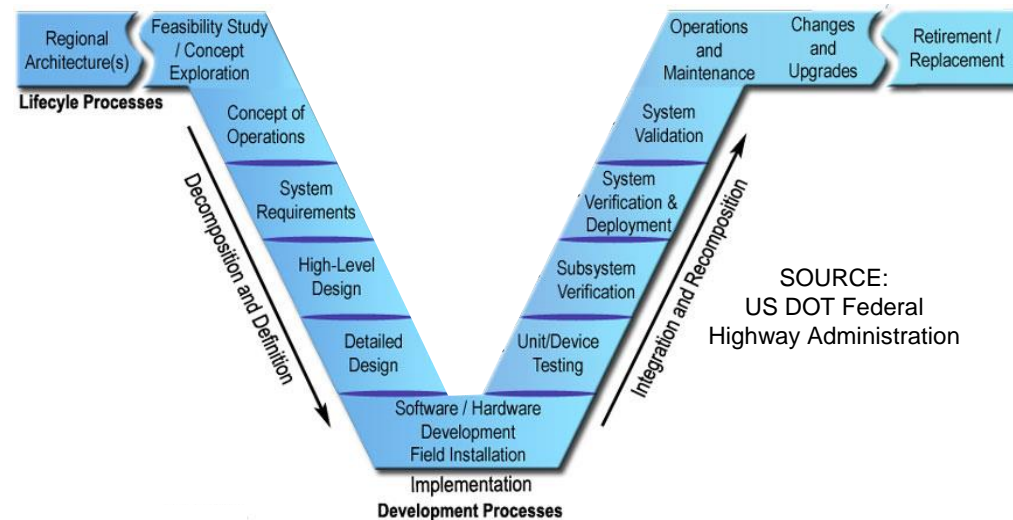 Regional
Architecture(s)
Feasibility Study
/ Concept
Exploration
Lifecyle Processes
Concept of
Operations
System
Requirements
High-Level
Design
Detailed
Design
Decomposition and Definition
Software / Hardware
Development
Field Installation
Implementation
Development Processes
Unit/Device
Testing
Subsystem
Verification
System
Verification &
Deployment
System
Validation
Operations
and
Maintenance
Changes
and
Upgrades
Retirement /
Replacement
Integration and Recomposition
SOURCE:
US DOT Federal
Highway Administration